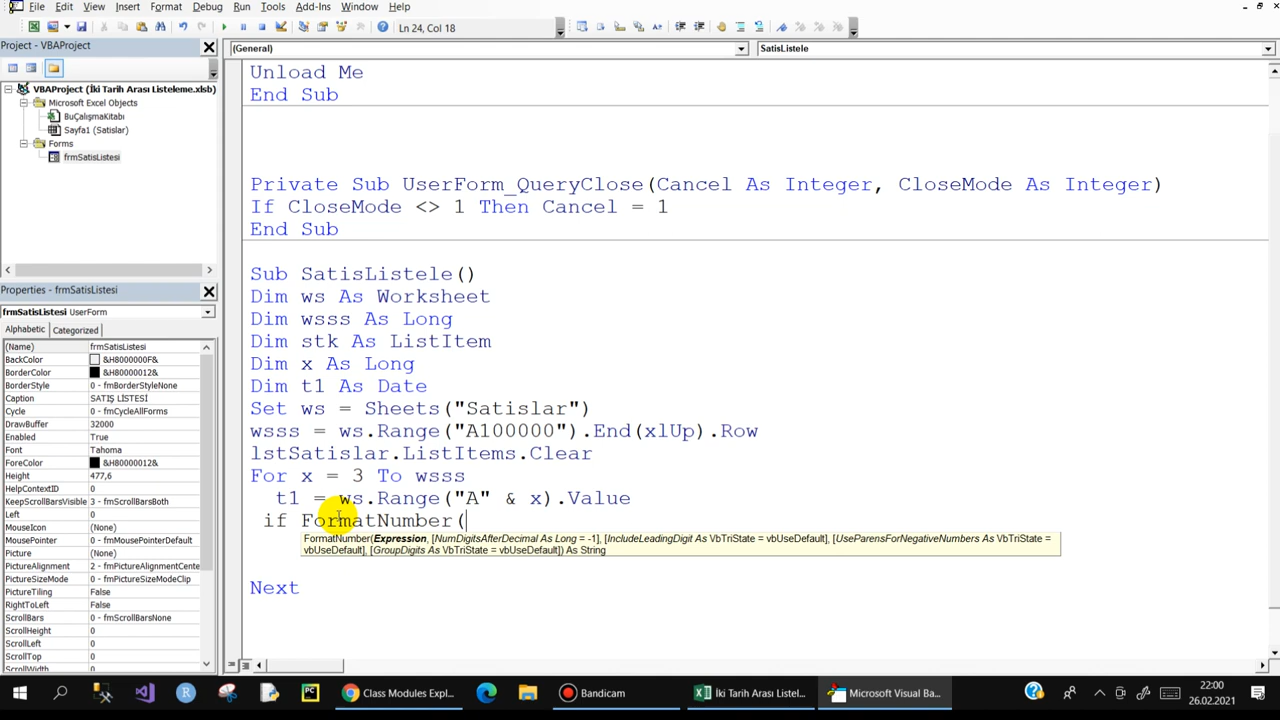 File Edit View Insert Format Debug Run Tools Add-Ins Window Help
Ln 24, Col 18
Project - VBAProject
(General)
SatisListele
VBAProject (İki Tarih Arası Listeleme.xlsb)
Microsoft Excel Objects
BuÇalışmaKitabı
Sayfa1 (Satislar)
Forms
frmSatisListesi
Properties - frmSatisListesi
frmSatisListesi UserForm
Alphabetic Categorized
(Name) frmSatisListesi
BackColor &H8000000F&
BorderColor &H80000012&
BorderStyle 0 - fmBorderStyleNone
Caption SATIŞ LİSTESİ
Cycle 0 - fmCycleAllForms
DrawBuffer 32000
Enabled True
Font Tahoma
ForeColor &H80000012&
Height 477,6
HelpContextID 0
KeepScrollBarsVisible 3 - fmScrollBarsBoth
Left 0
MouseIcon (None)
MousePointer 0 - fmMousePointerDefault
Picture (None)
PictureAlignment 2 - fmPictureAlignmentCente
PictureSizeMode 0 - fmPictureSizeModeClip
PictureTiling False
RightToLeft False
ScrollBars 0 - fmScrollBarsNone
ScrollHeight 0
ScrollLeft 0
ScrollTop 0
ScrollWidth 0
Unload Me
End Sub
Private Sub UserForm_QueryClose(Cancel As Integer, CloseMode As Integer)
If CloseMode <> 1 Then Cancel = 1
End Sub
Sub SatisListele()
Dim ws As Worksheet
Dim wsss As Long
Dim stk As ListItem
Dim x As Long
Dim t1 As Date
Set ws = Sheets("Satislar")
wsss = ws.Range("A100000").End(xlUp).Row
lstSatislar.ListItems.Clear
For x = 3 To wsss
t1 = ws.Range("A" & x).Value
if FormatNumber(
FormatNumber(Expression, [NumDigitsAfterDecimal As Long = -1], [IncludeLeadingDigit As VbTriState = vbUseDefault], [UseParensForNegativeNumbers As VbTriState =
vbUseDefault], [GroupDigits As VbTriState = vbUseDefault]) As String
Next
Class Modules Expl...
Bandicam
İki Tarih Arası Listel...
Microsoft Visual Ba...
22:00
26.02.2021